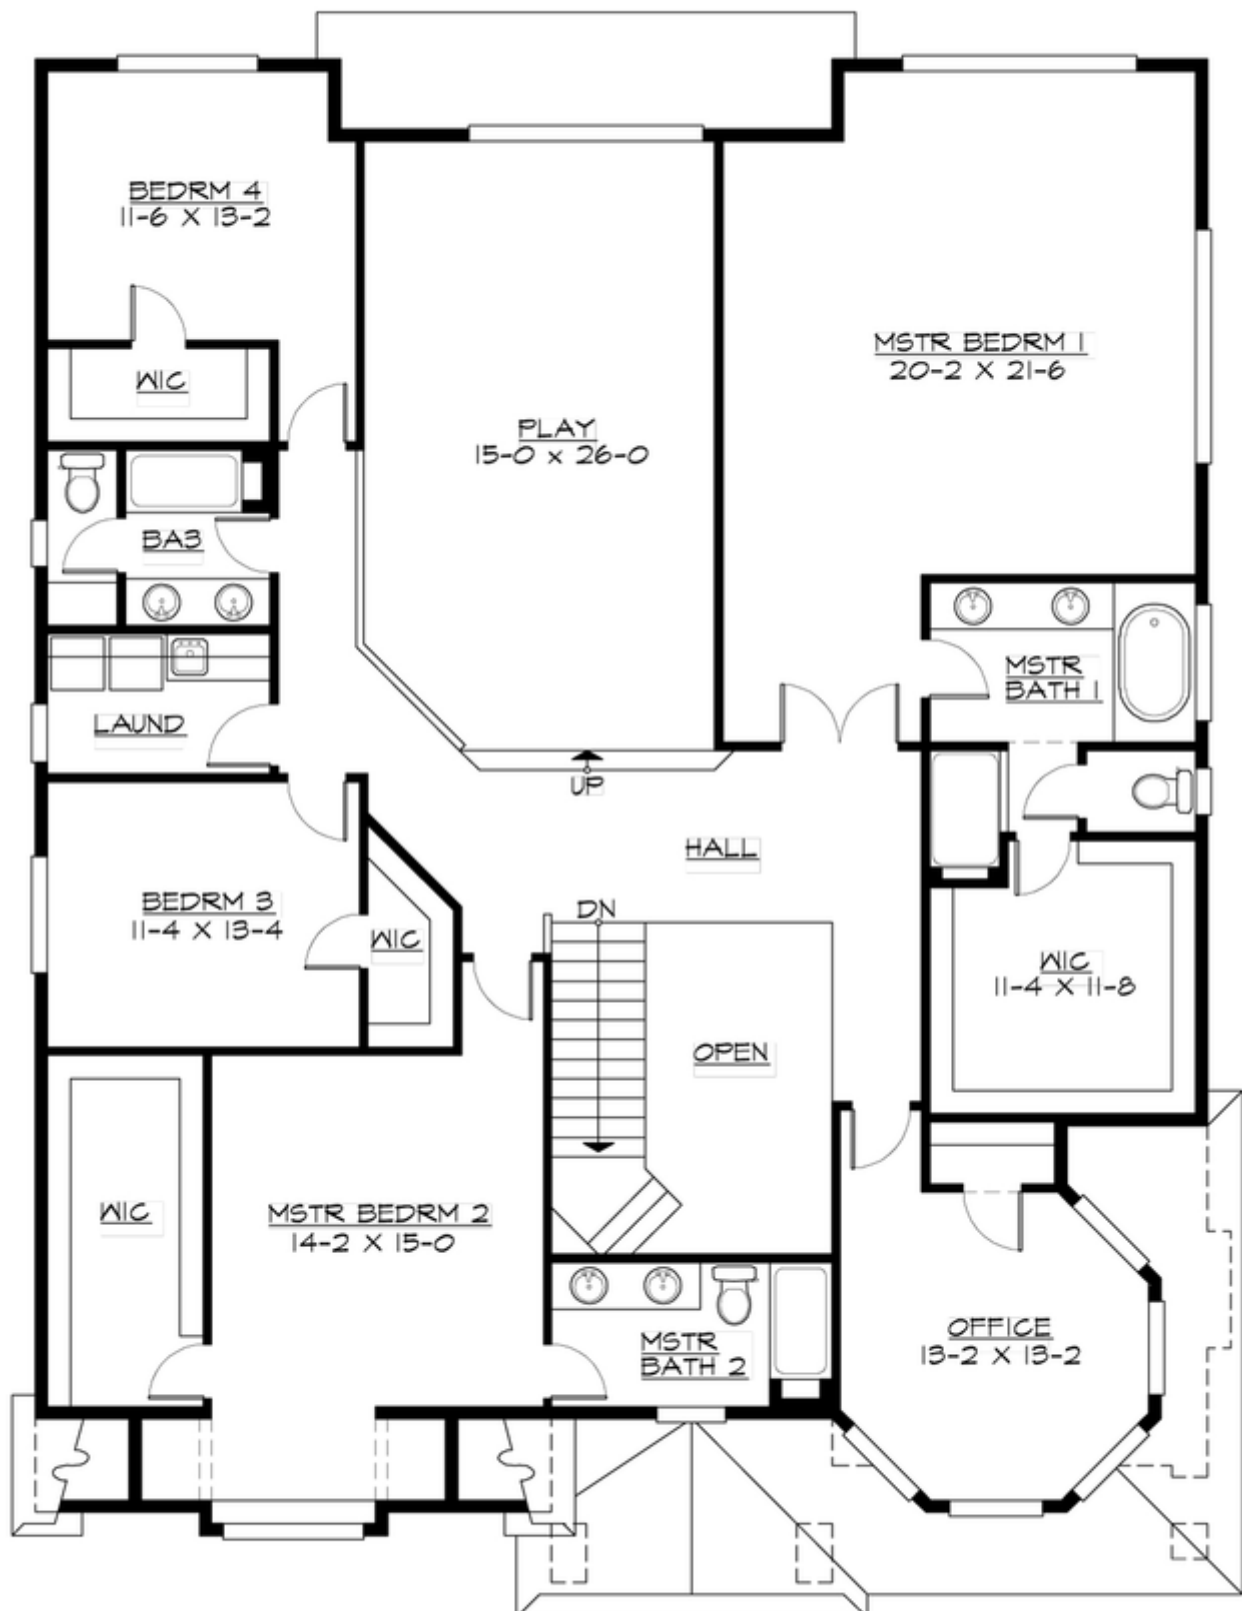 BEDRM 4
11-6 X 13-2
WIC
MSTR BEDRM 1
20-2 X 21-6
PLAY
15-0 x 26-0
BA3
MSTR
BATH 1
LAUND
UP
HALL
BEDRM 3
11-4 X 13-4
WIC
DN
WIC
11-4 X 11-8
OPEN
WIC
MSTR BEDRM 2
14-2 X 15-0
MSTR
BATH 2
OFFICE
13-2 X 13-2